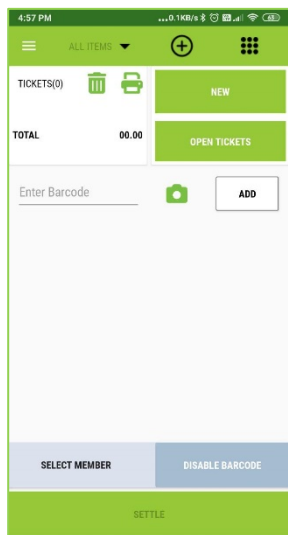 4:57 PM ...0.1KB/s 63
ALL ITEMS
TICKETS(0)
NEW
TOTAL 00.00
OPEN TICKETS
Enter Barcode ADD
SELECT MEMBER DISABLE BARCODE
SETTLE